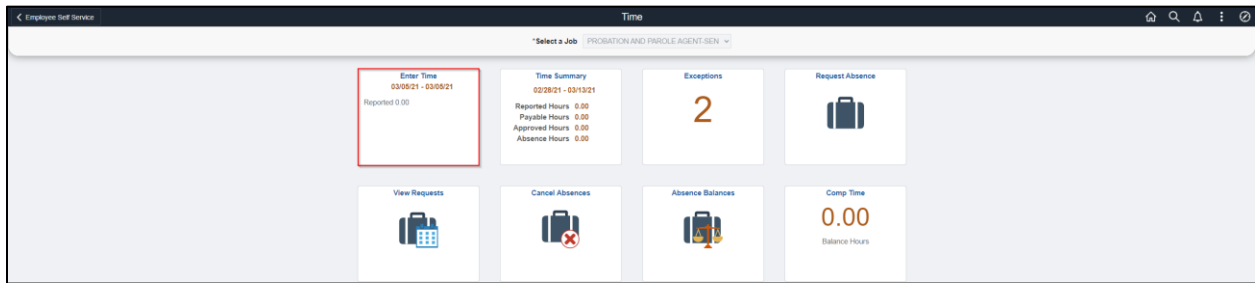 Employee Self Service
Time
*Select a Job PROBATION AND PAROLE AGENT-SEN
Enter Time
03/05/21 - 03/05/21
Reported 0.00
Time Summary
02/28/21 - 03/13/21
Reported Hours 0.00
Payable Hours 0.00
Approved Hours 0.00
Absence Hours 0.00
Exceptions
2
Request Absence
View Requests
Cancel Absences
Absence Balances
Comp Time
0.00
Balance Hours